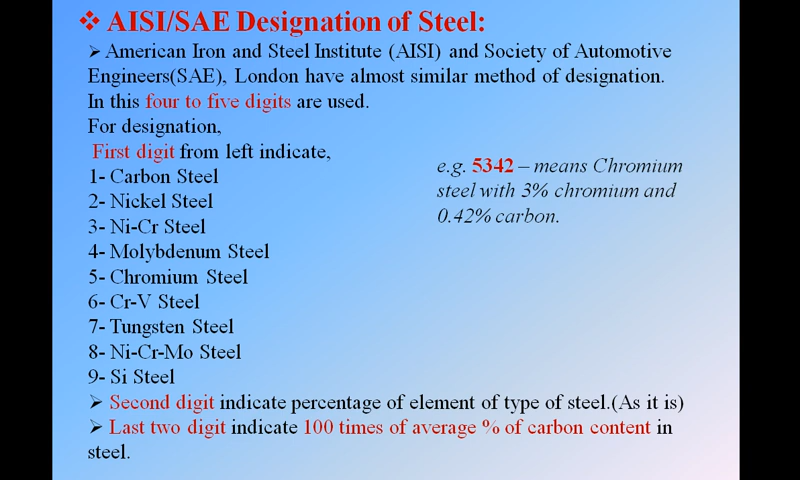 ❖ AISI/SAE Designation of Steel:
➢ American Iron and Steel Institute (AISI) and Society of Automotive
Engineers(SAE), London have almost similar method of designation.
In this four to five digits are used.
For designation,
First digit from left indicate,
1- Carbon Steel
2- Nickel Steel
3- Ni-Cr Steel
4- Molybdenum Steel
5- Chromium Steel
6- Cr-V Steel
7- Tungsten Steel
8- Ni-Cr-Mo Steel
9- Si Steel
e.g. 5342 – means Chromium
steel with 3% chromium and
0.42% carbon.
➢ Second digit indicate percentage of element of type of steel.(As it is)
➢ Last two digit indicate 100 times of average % of carbon content in
steel.